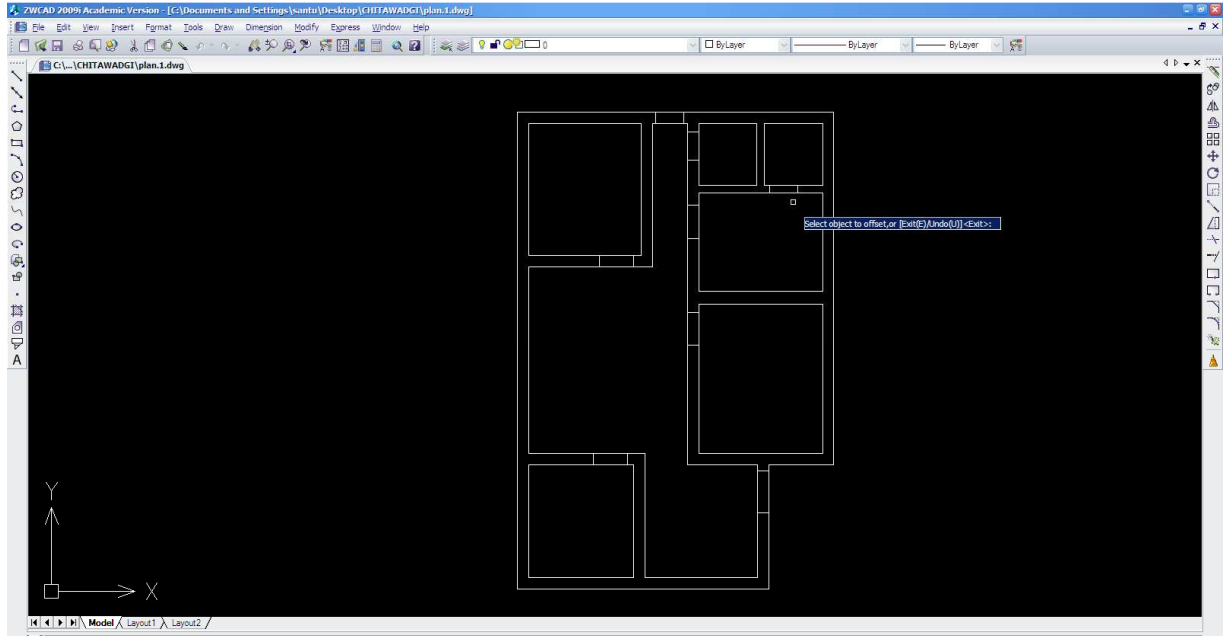 ZWCAD 2009i Academic Version - [C:\Documents and Settings\santu\Desktop\CHITAWADGI\plan.1.dwg]
File Edit View Insert Format Tools Draw Dimension Modify Express Window Help
0 ByLayer ByLayer ByLayer
C:\...\CHITAWADGI\plan.1.dwg
Select object to offset,or [Exit(E)/Undo(U)]<Exit>:
A
Y
X
Model Layout1 Layout2